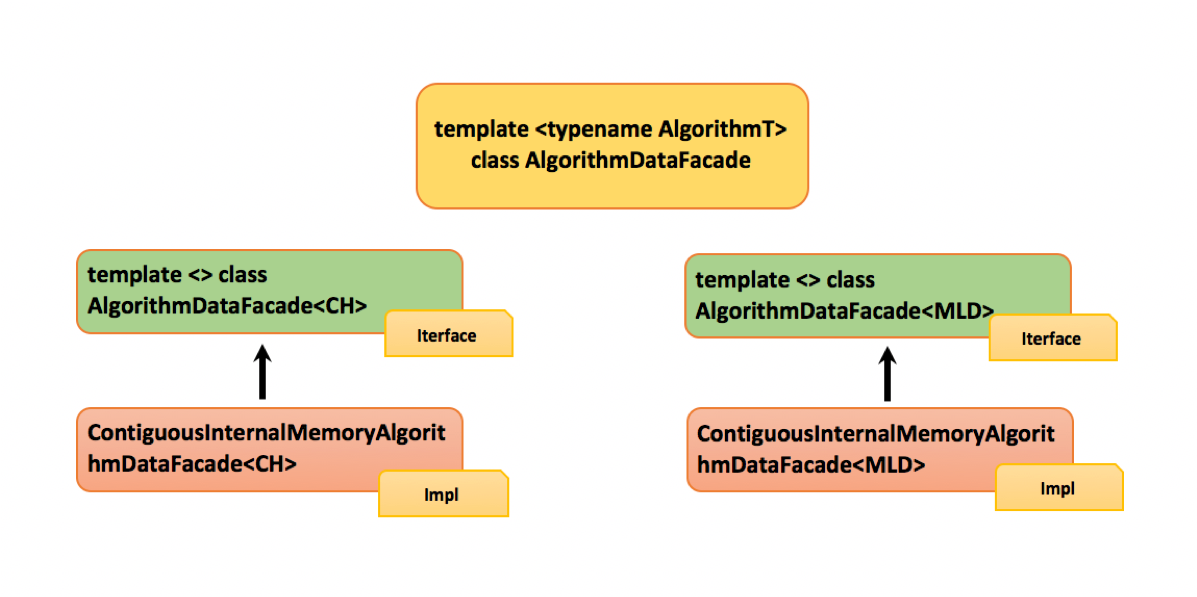 template <typename AlgorithmT>
class AlgorithmDataFacade
template <> class
AlgorithmDataFacade<CH>
Iterface
template <> class
AlgorithmDataFacade<MLD>
Iterface
ContiguousInternalMemoryAlgorit
hmDataFacade<CH>
Impl
ContiguousInternalMemoryAlgorit
hmDataFacade<MLD>
Impl